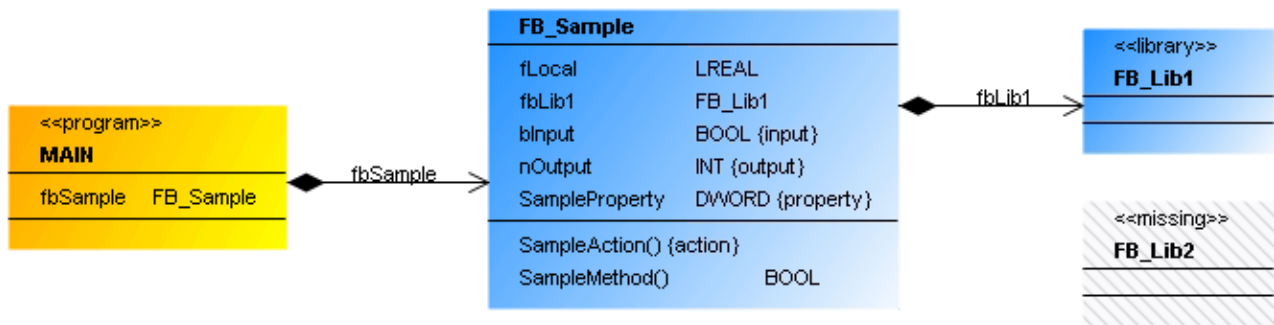 <<program>>
MAIN
fbSample FB_Sample
fbSample
FB_Sample
fLocal LREAL
fbLib1 FB_Lib1
bInput BOOL {input}
nOutput INT {output}
SampleProperty DWORD {property}
SampleAction() {action}
SampleMethod() BOOL
fbLib1
<<library>>
FB_Lib1
<<missing>>
FB_Lib2